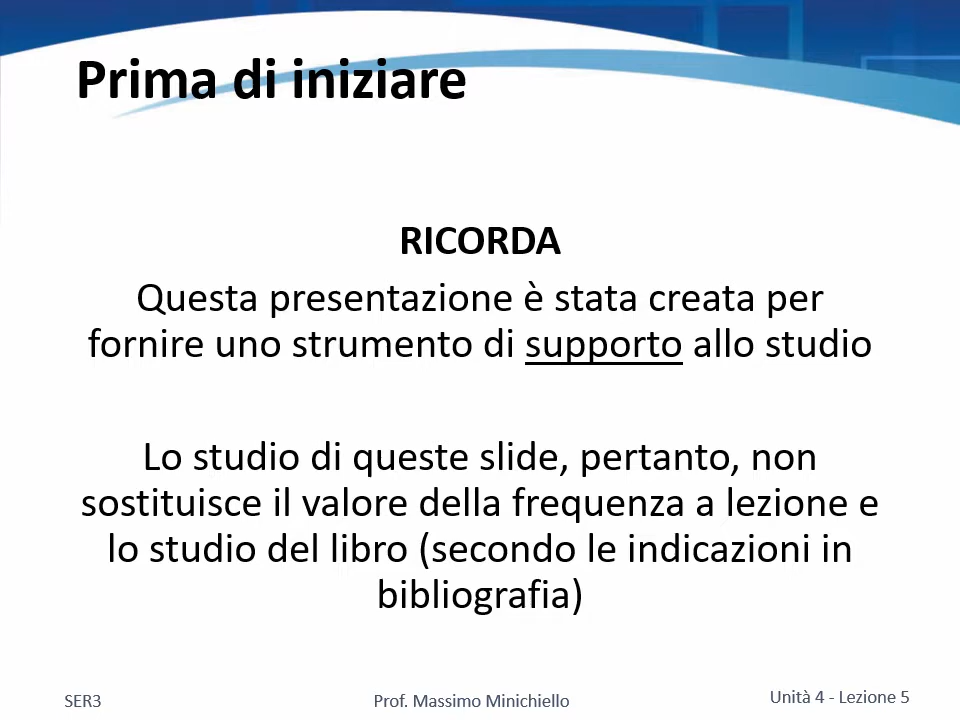 Prima di iniziare
RICORDA
Questa presentazione è stata creata per
fornire uno strumento di supporto allo studio
Lo studio di queste slide, pertanto, non
sostituisce il valore della frequenza a lezione e
lo studio del libro (secondo le indicazioni in
bibliografia)
SER3
Prof. Massimo Minichiello
Unità 4 - Lezione 5